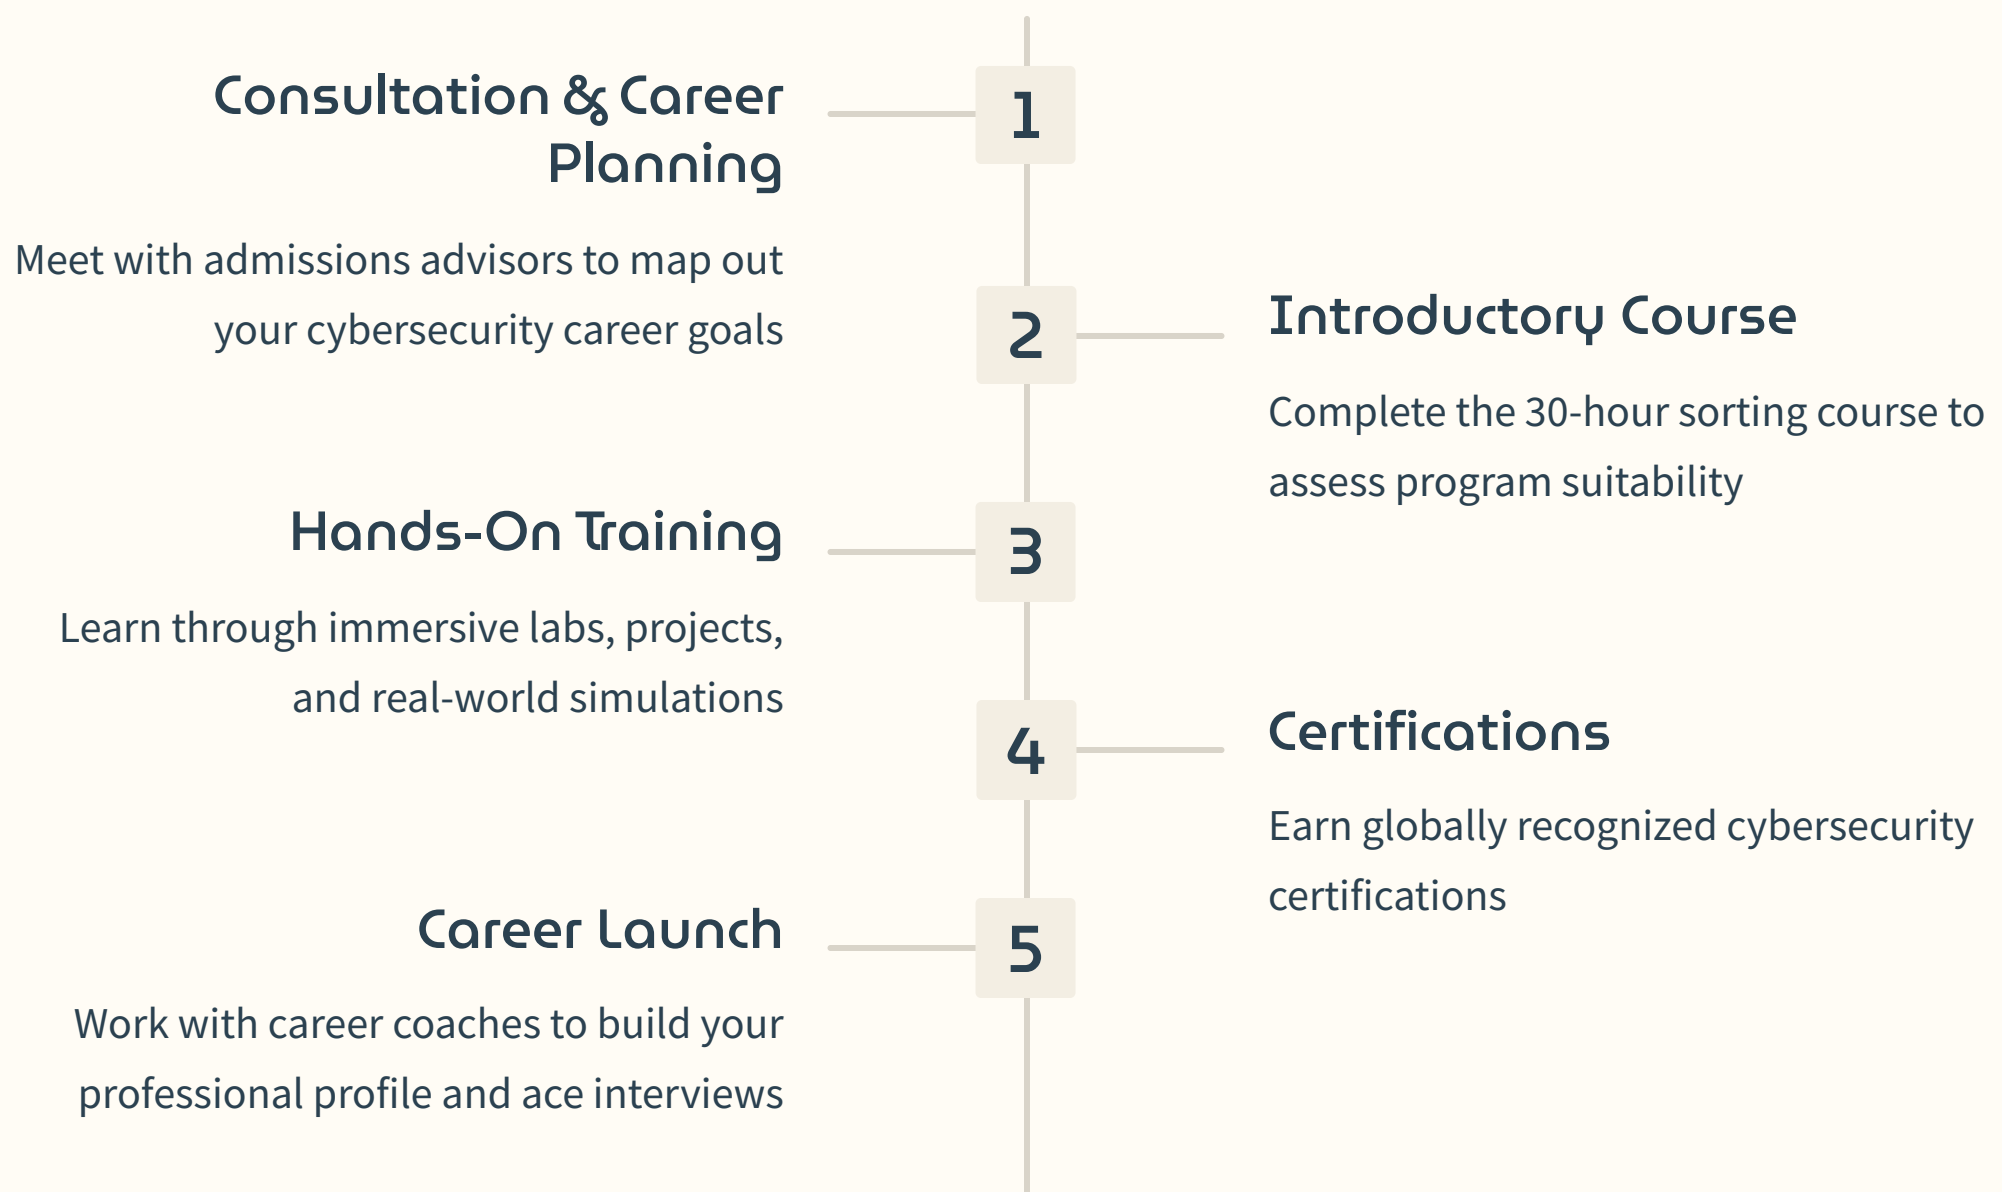 1
Consultation & Career
Planning
Meet with admissions advisors to map out
your cybersecurity career goals
2
Introductory Course
Complete the 30-hour sorting course to
assess program suitability
3
Hands-On Training
Learn through immersive labs, projects,
and real-world simulations
4
Certifications
Earn globally recognized cybersecurity
certifications
5
Career Launch
Work with career coaches to build your
professional profile and ace interviews